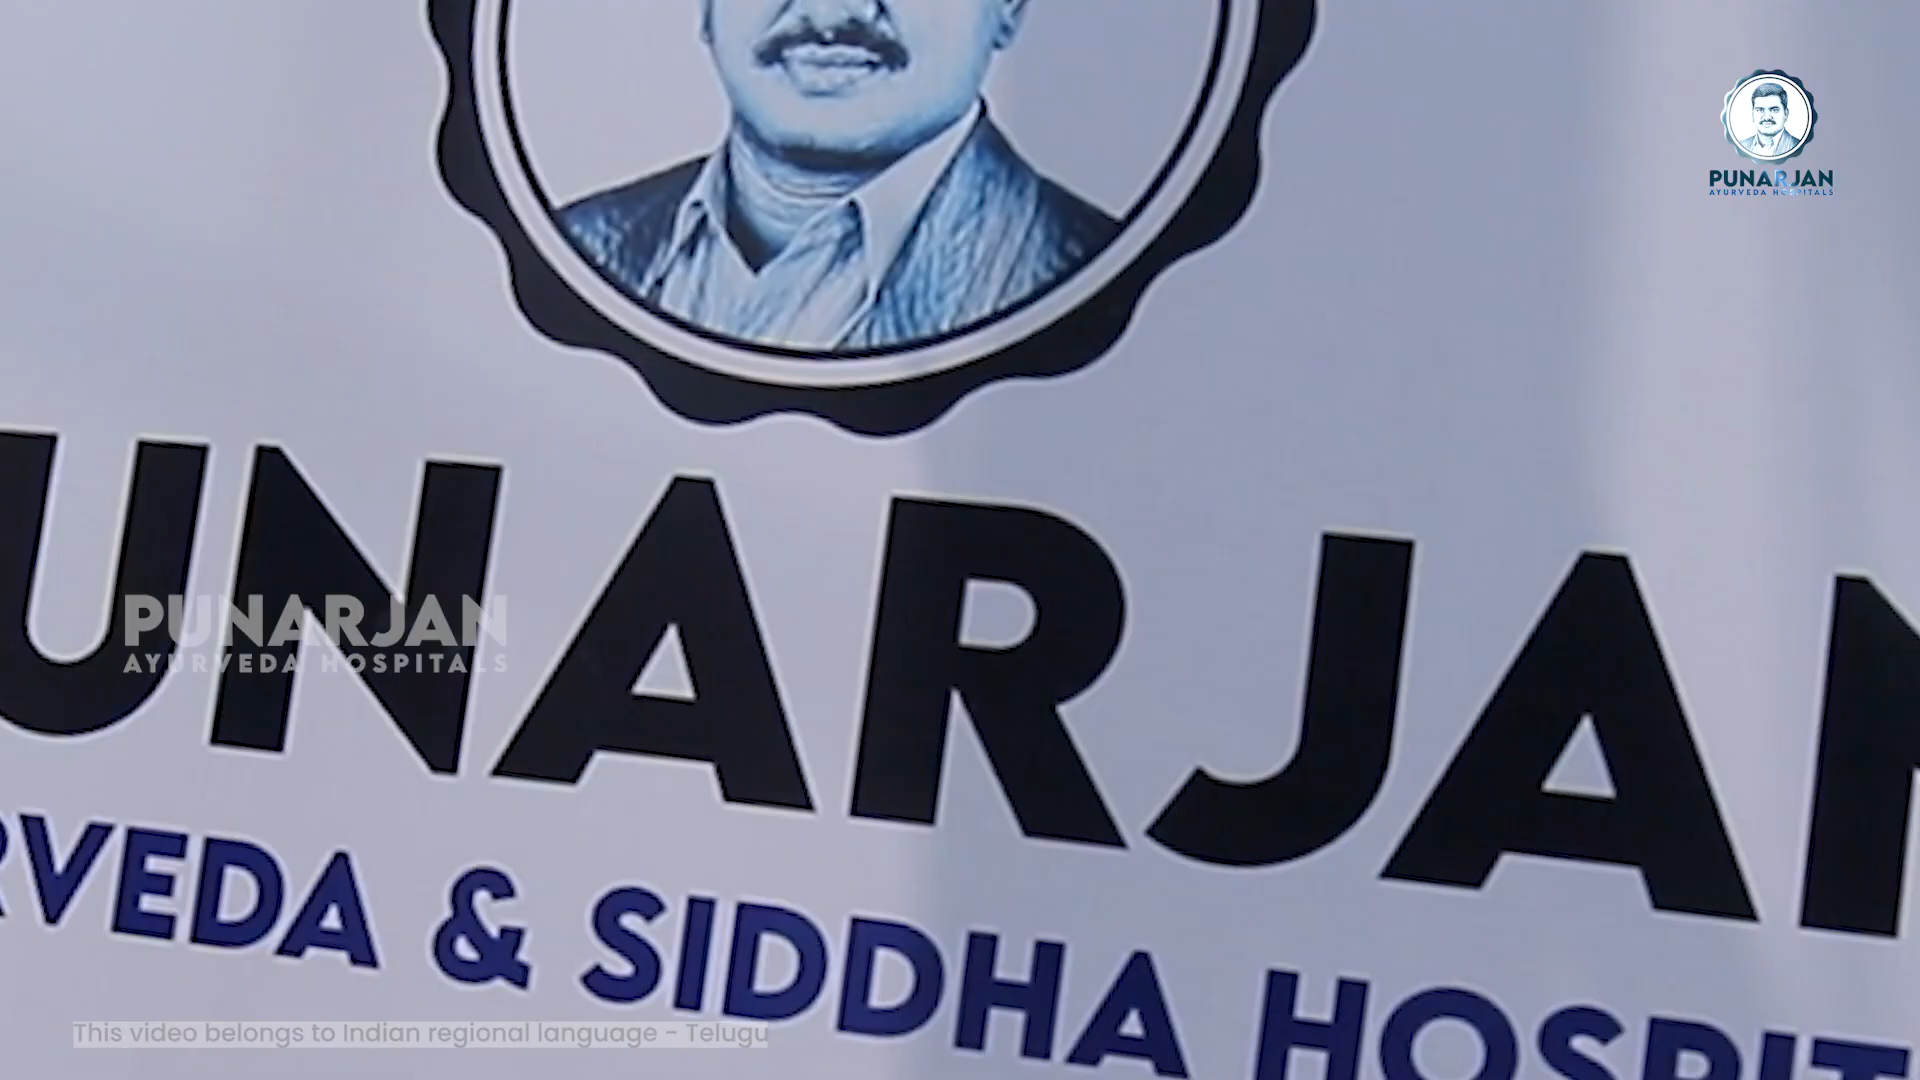 PUNARJAN
AYURVEDA HOSPITALS
UNARJAN
PUNARJAN
AYURVEDA HOSPITALS
RVEDA & SIDDHA HOSPIT
This video belongs to Indian regional language - Telugu